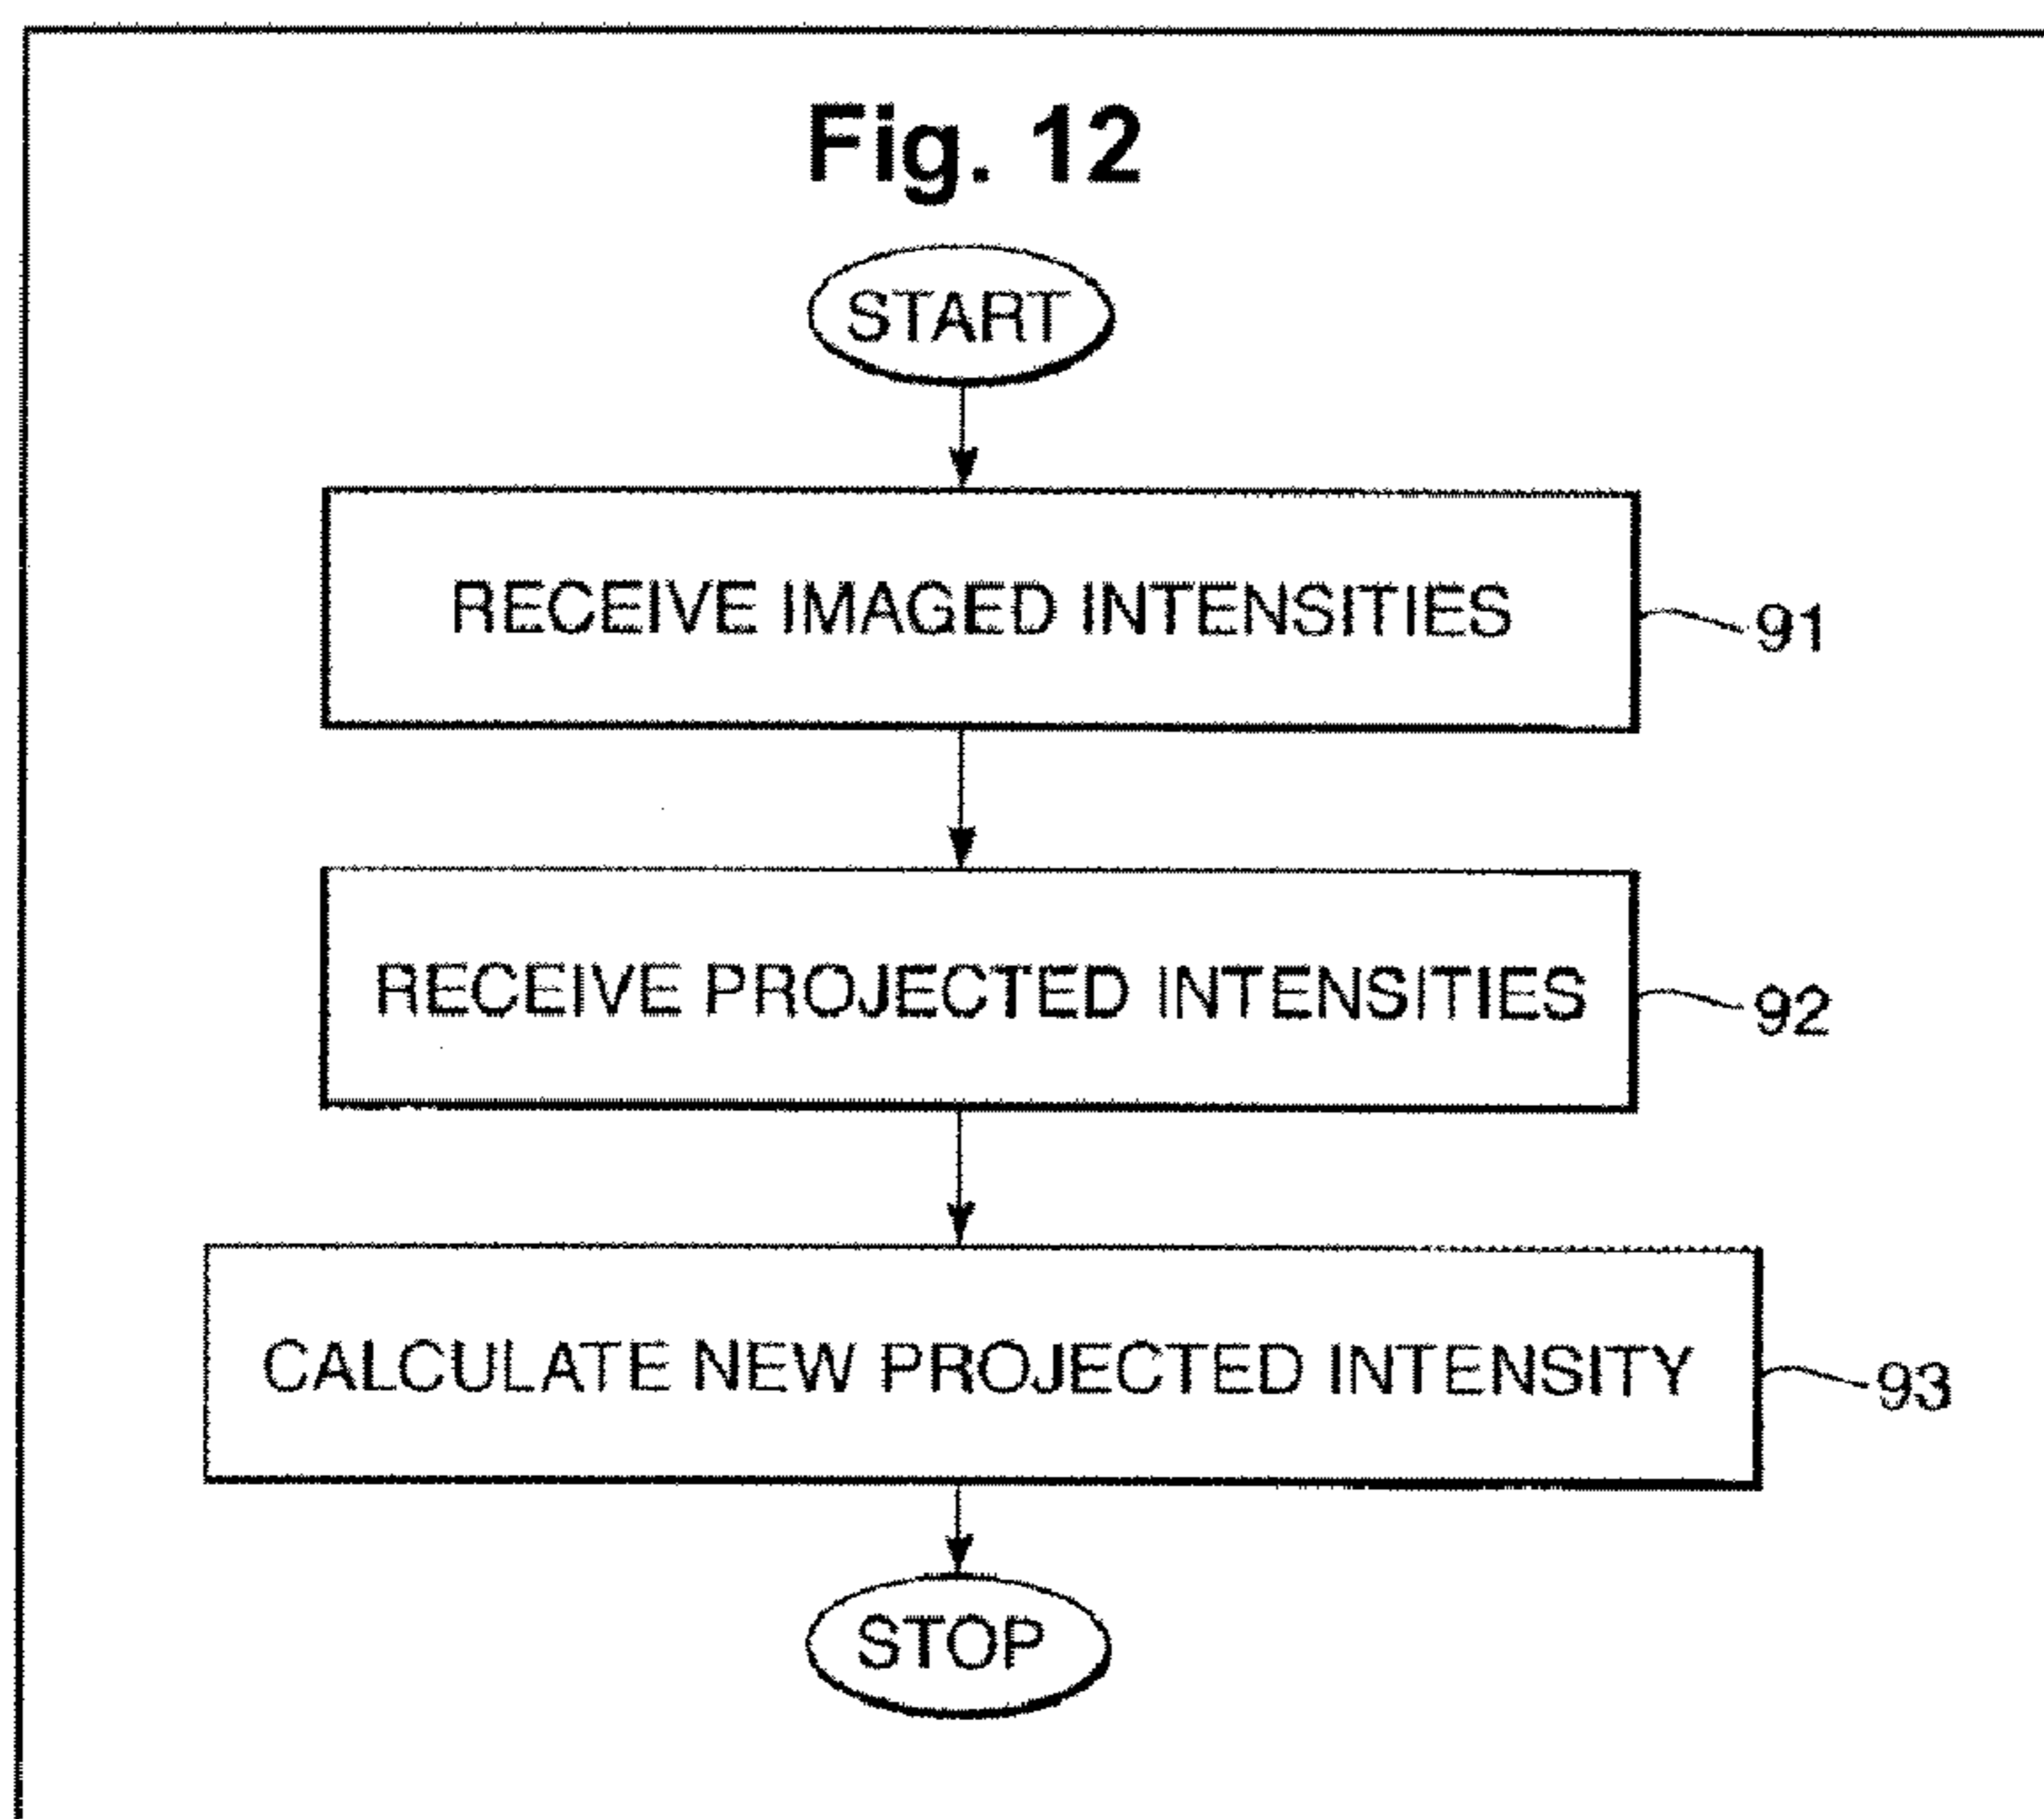 Fig. 12
START
RECEIVE IMAGED INTENSITIES
91
RECEIVE PROJECTED INTENSITIES
92
CALCULATE NEW PROJECTED INTENSITY
93
STOP